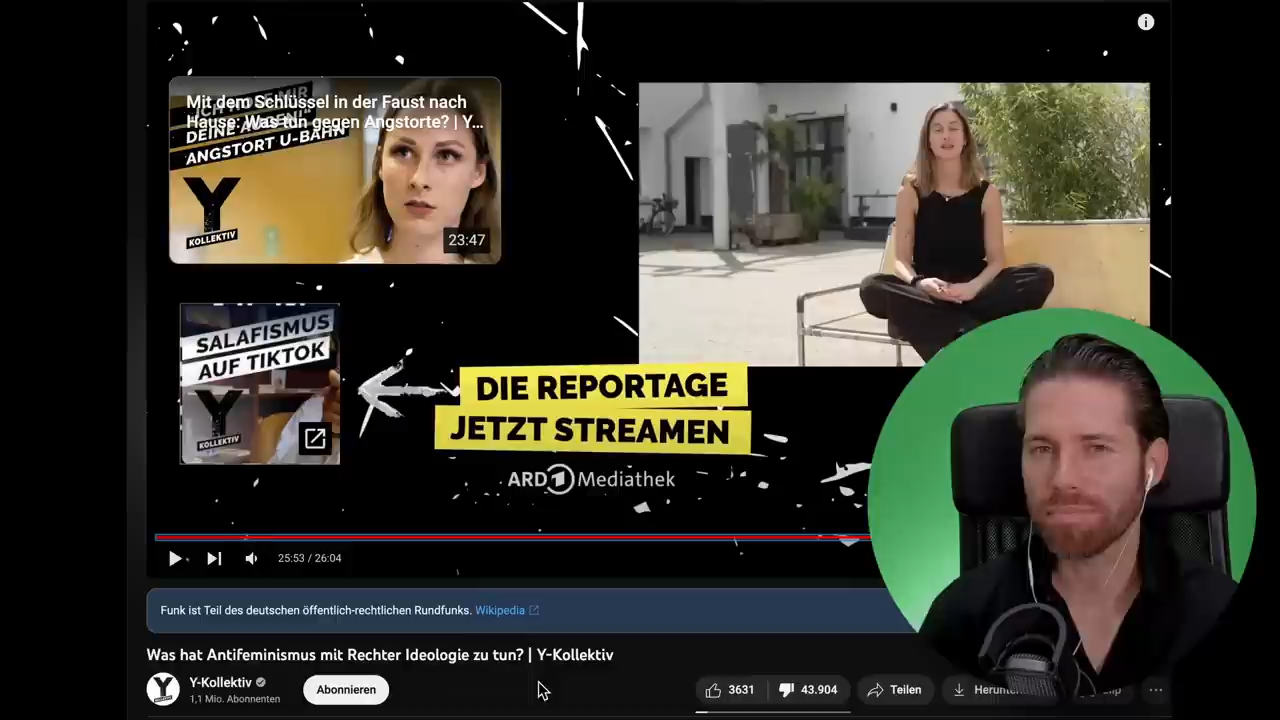 Mit dem Schlüssel in der Faust nach
Hause: Was tun gegen Angstorte? | Y...
DEINE
ANGSTORT U-BAHN
Y
KOLLEKTIV
23:47
SALAFISMUS
AUF TIKTOK
Y
KOLLEKTIV
DIE REPORTAGE
JETZT STREAMEN
ARD 1 Mediathek
25:53 / 26:04
Funk ist Teil des deutschen öffentlich-rechtlichen Rundfunks. Wikipedia
Was hat Antifeminismus mit Rechter Ideologie zu tun? | Y-Kollektiv
Y
Y-Kollektiv
1,1 Mio. Abonnenten
Abonnieren
3631
43.904
Teilen